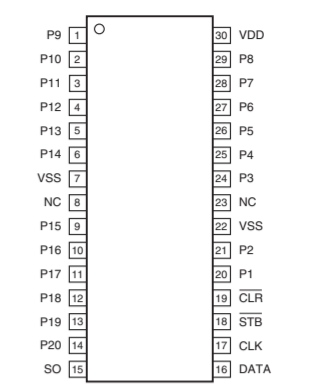 P9 1 30 VDD
P10 2 29 P8
P11 3 28 P7
P12 4 27 P6
P13 5 26 P5
P14 6 25 P4
VSS 7 24 P3
NC 8 23 NC
P15 9 22 VSS
P16 10 21 P2
P17 11 20 P1
P18 12 19 CLR
P19 13 18 STB
P20 14 17 CLK
SO 15 16 DATA